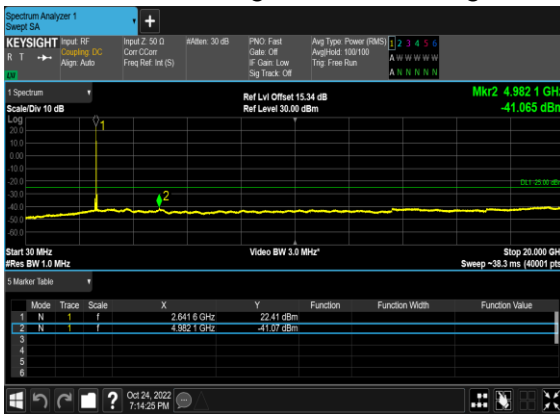 Spectrum Analyzer 1
Swept SA
KEYSIGHT
R T
LV
Input: RF
Coupling: DC
Align: Auto
Input Z: 50 Ω
Corr CCorr
Freq Ref: Int (S)
#Atten: 30 dB
PNO: Fast
Gate: Off
IF Gain: Low
Sig Track: Off
Avg Type: Power (RMS)
Avg|Hold: 100/100
Trig: Free Run
1 2 3 4 5 6
A W W W W W
A N N N N N
1 Spectrum
Scale/Div 10 dB
Ref Lvl Offset 15.34 dB
Ref Level 30.00 dBm
Mkr2 4.982 1 GHz
-41.065 dBm
Log
20.0
10.0
0.00
-10.0
-20.0
-30.0
-40.0
-50.0
-60.0
1
2
DL1 -25.00 dBm
Start 30 MHz
#Res BW 1.0 MHz
Video BW 3.0 MHz*
Stop 20.000 GH
Sweep ~38.3 ms (40001 pts
5 Marker Table
Mode Trace Scale X Y Function Function Width Function Value
1 N 1 f 2.641 6 GHz 22.41 dBm
2 N 1 f 4.982 1 GHz -41.07 dBm
3
4
5
6
Oct 24, 2022
7:14:25 PM